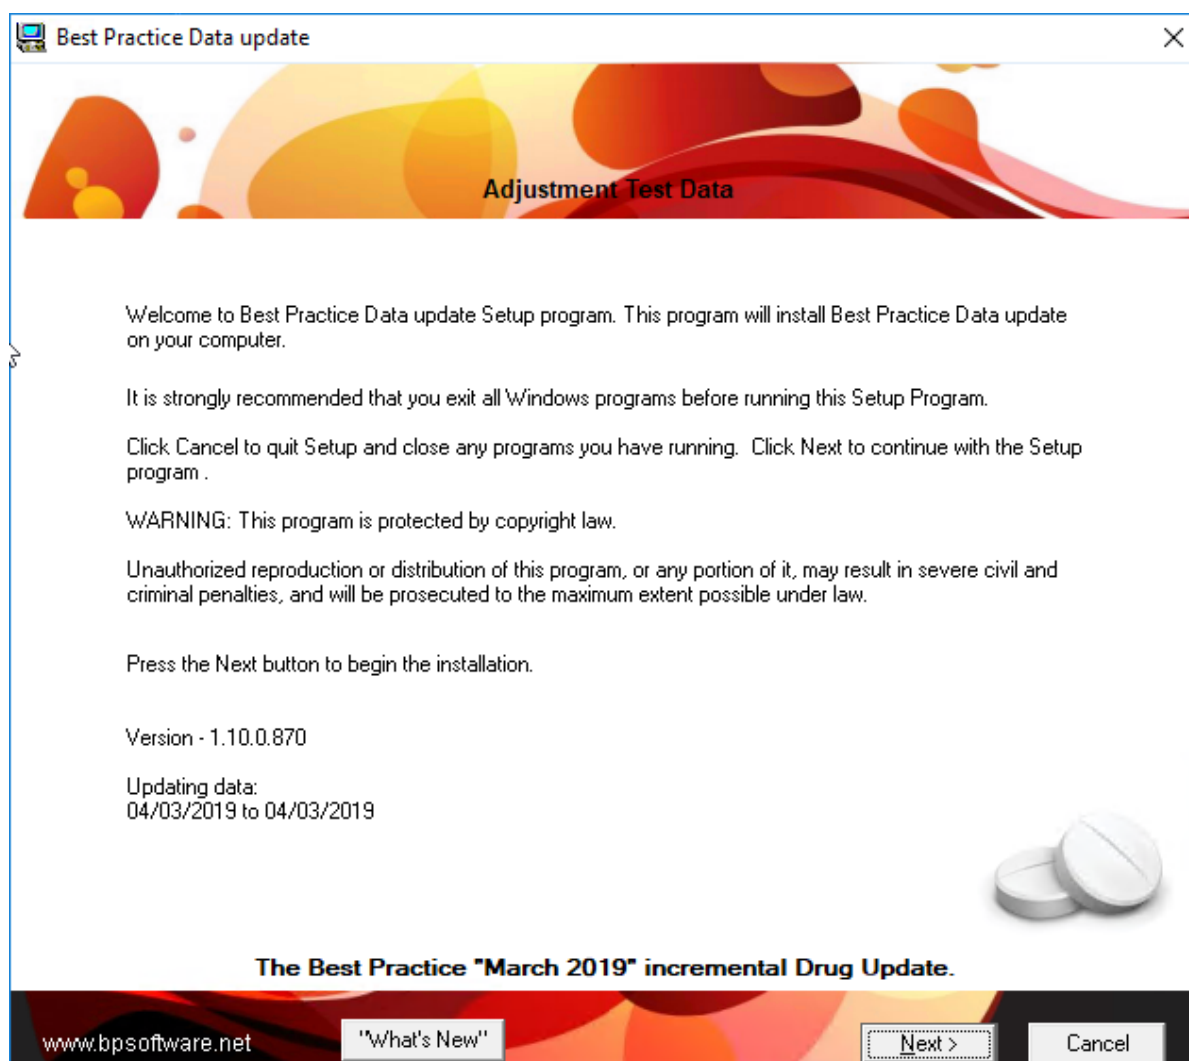 Best Practice Data update
Adjustment Test Data
Welcome to Best Practice Data update Setup program. This program will install Best Practice Data update
on your computer.
It is strongly recommended that you exit all Windows programs before running this Setup Program.
Click Cancel to quit Setup and close any programs you have running.  Click Next to continue with the Setup
program .
WARNING: This program is protected by copyright law.
Unauthorized reproduction or distribution of this program, or any portion of it, may result in severe civil and
criminal penalties, and will be prosecuted to the maximum extent possible under law.
Press the Next button to begin the installation.
Version - 1.10.0.870
Updating data:
04/03/2019 to 04/03/2019
The Best Practice "March 2019" incremental Drug Update.
www.bpsoftware.net
"What's New"
Next >
Cancel